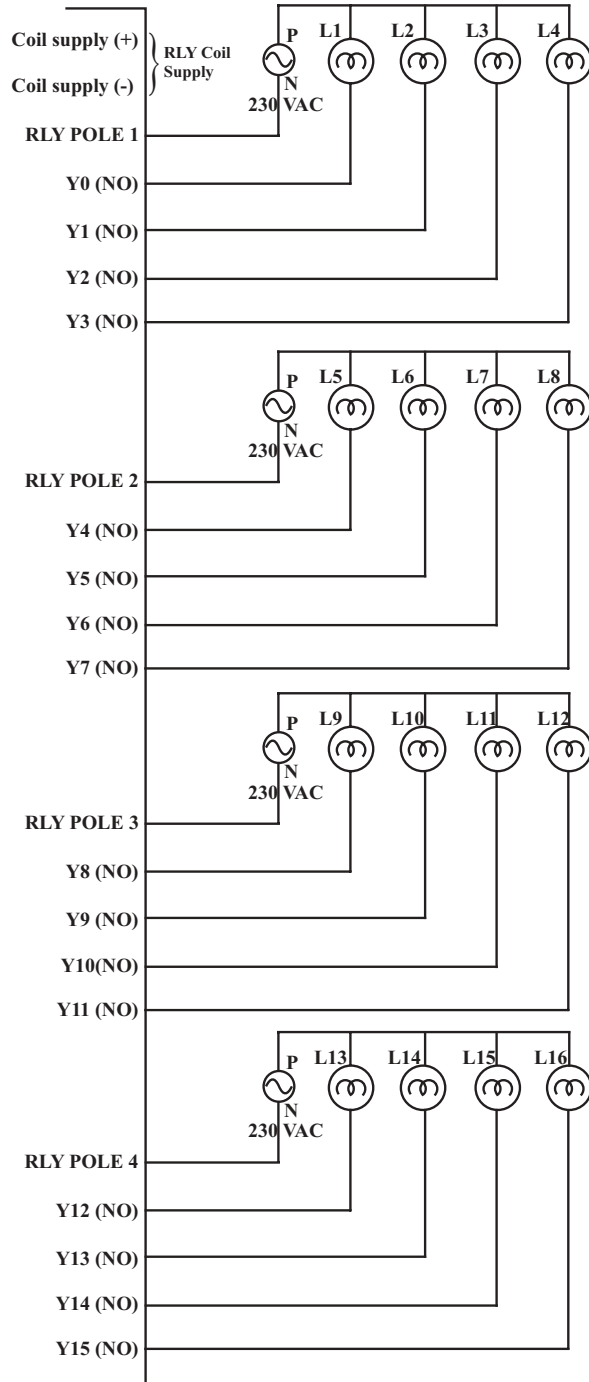 L1 L2 L3 L4
Coil supply (+)
RLY Coil
Supply
P
Coil supply (-)
N
230 VAC
RLY POLE 1
Y0 (NO)
Y1 (NO)
Y2 (NO)
Y3 (NO)
P L5 L6 L7 L8
N
230 VAC
RLY POLE 2
Y4 (NO)
Y5 (NO)
Y6 (NO)
Y7 (NO)
P L9 L10 L11 L12
N
230 VAC
RLY POLE 3
Y8 (NO)
Y9 (NO)
Y10(NO)
Y11 (NO)
P L13 L14 L15 L16
N
230 VAC
RLY POLE 4
Y12 (NO)
Y13 (NO)
Y14 (NO)
Y15 (NO)